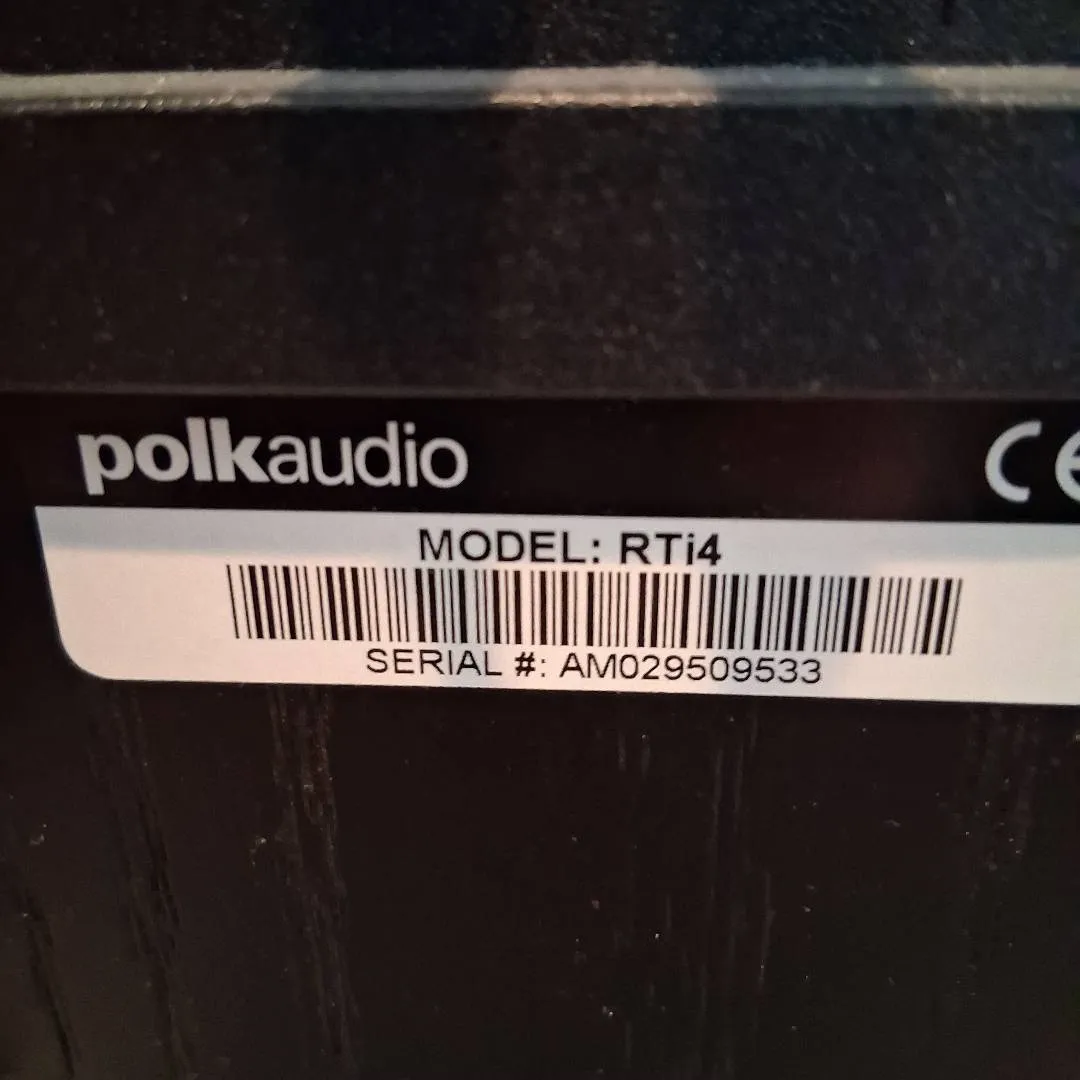 polkaudio CE
MODEL: RTi4
SERIAL #: AM029509533